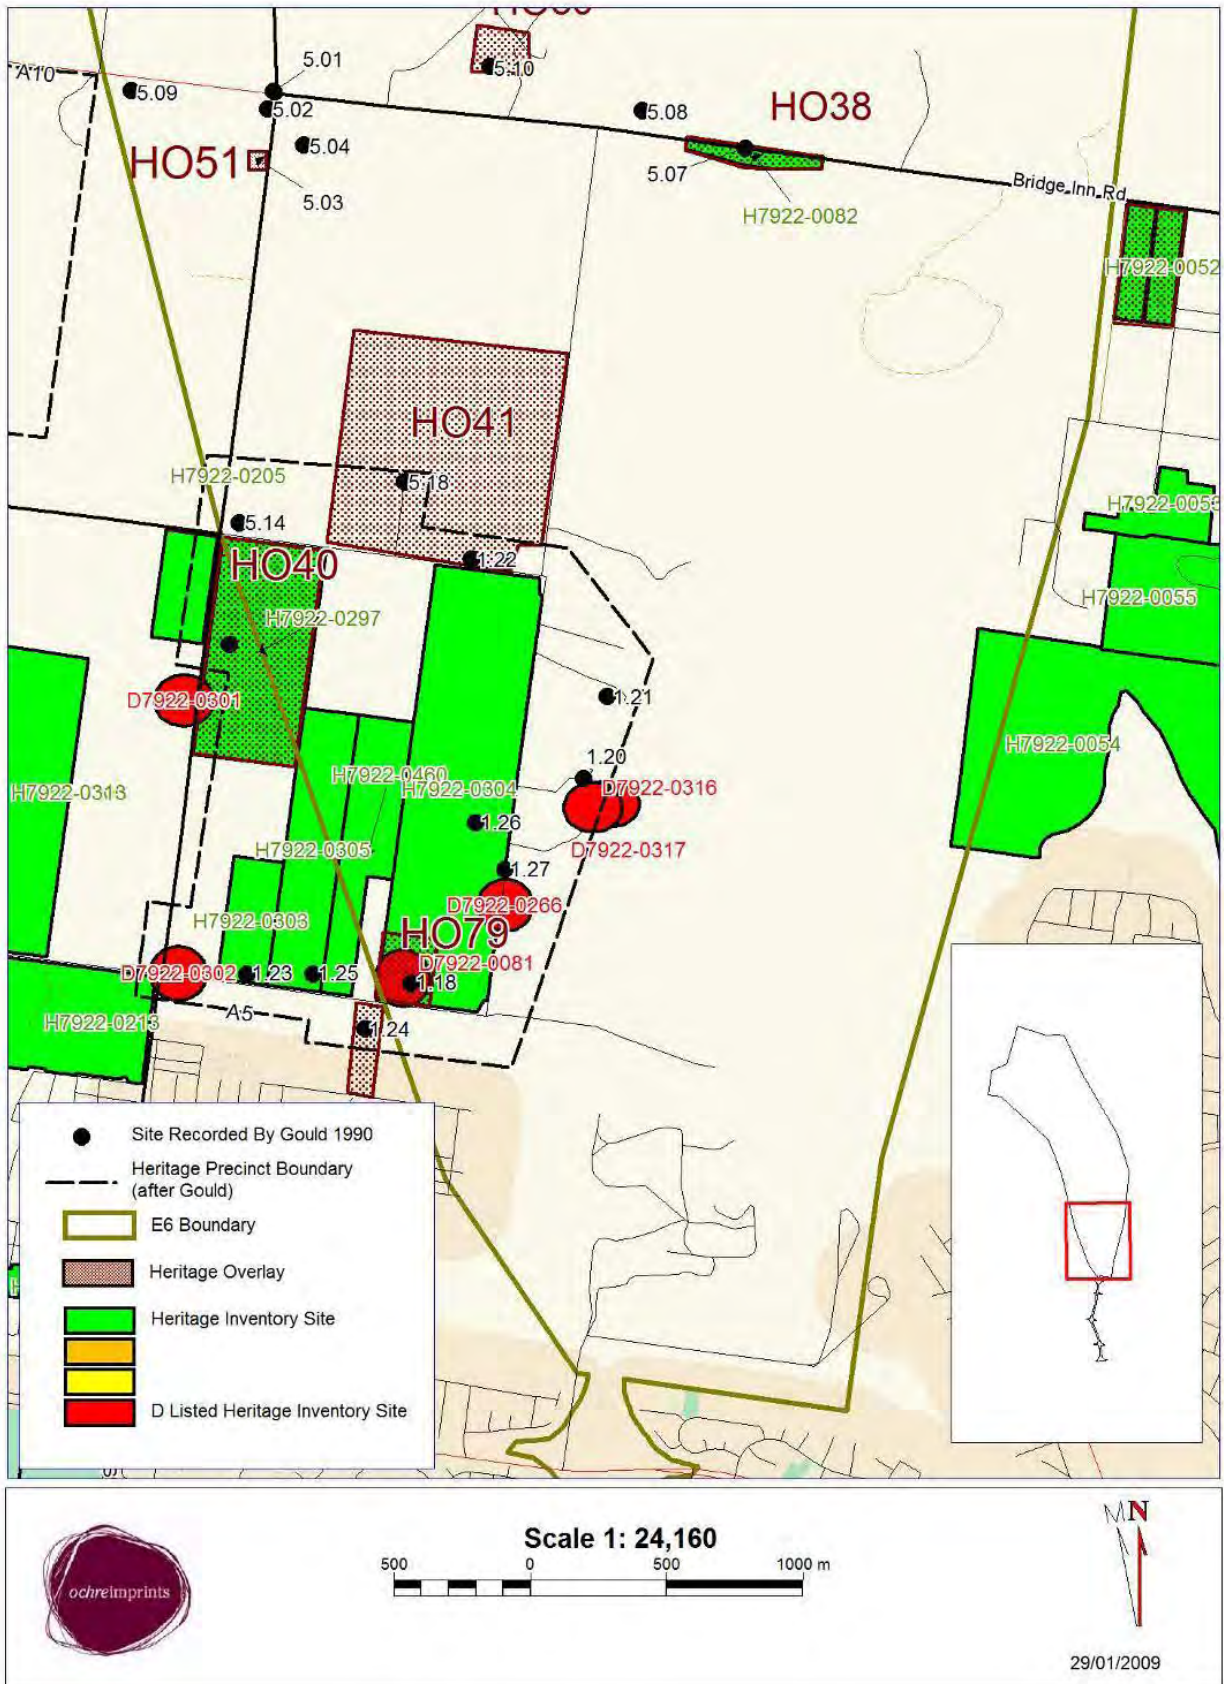 5.01
A10
5.10
5.09
5.02
5.08
HO38
5.04
HO51
5.07
5.03
Bridge Inn Rd
H7922-0082
H7922-0052
HO41
H7922-0205
5.18
H7922-0053
5.14
1.22
HO40
H7922-0055
H7922-0297
D7922-0301
1.21
H7922-0054
1.20
H7922-0460
H7922-0304
D7922-0316
H7922-0313
1.26
H7922-0305
D7922-0317
1.27
D7922-0266
H7922-0303
HO79
D7922-0081
D7922-0302
1.23
1.25
1.18
A5
H7922-0213
1.24
Site Recorded By Gould 1990
Heritage Precinct Boundary
(after Gould)
E6 Boundary
Heritage Overlay
Heritage Inventory Site
D Listed Heritage Inventory Site
ochreimprints
Scale 1: 24,160
500 0 500 1000 m
MN
29/01/2009